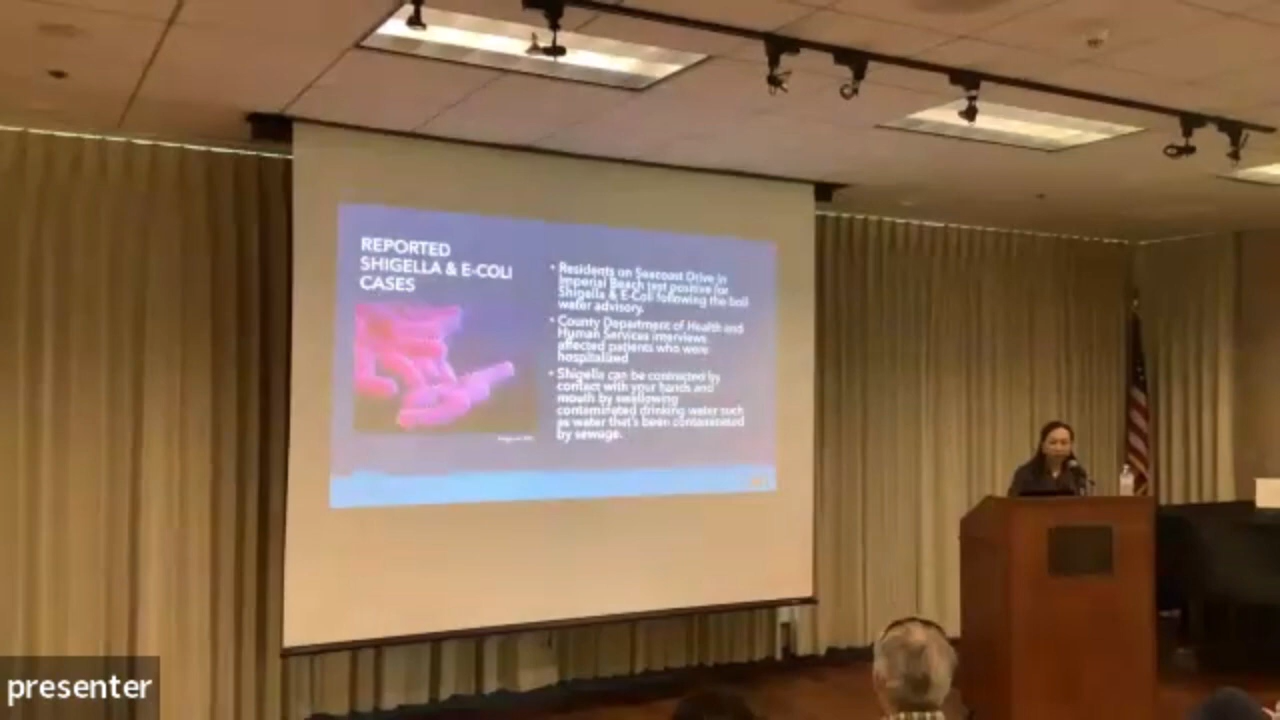 REPORTED
SHIGELLA & E-COLI
CASES
• Residents on Seacoast Drive in
Imperial Beach test positive for
Shigella & E-Coli following the boil
water advisory.
• County Department of Health and
Human Services interviews
affected patients who were
hospitalized
• Shigella can be contracted by
contact with your hands and
mouth by swallowing
contaminated drinking water such
as water that's been contaminated
by sewage.
presenter